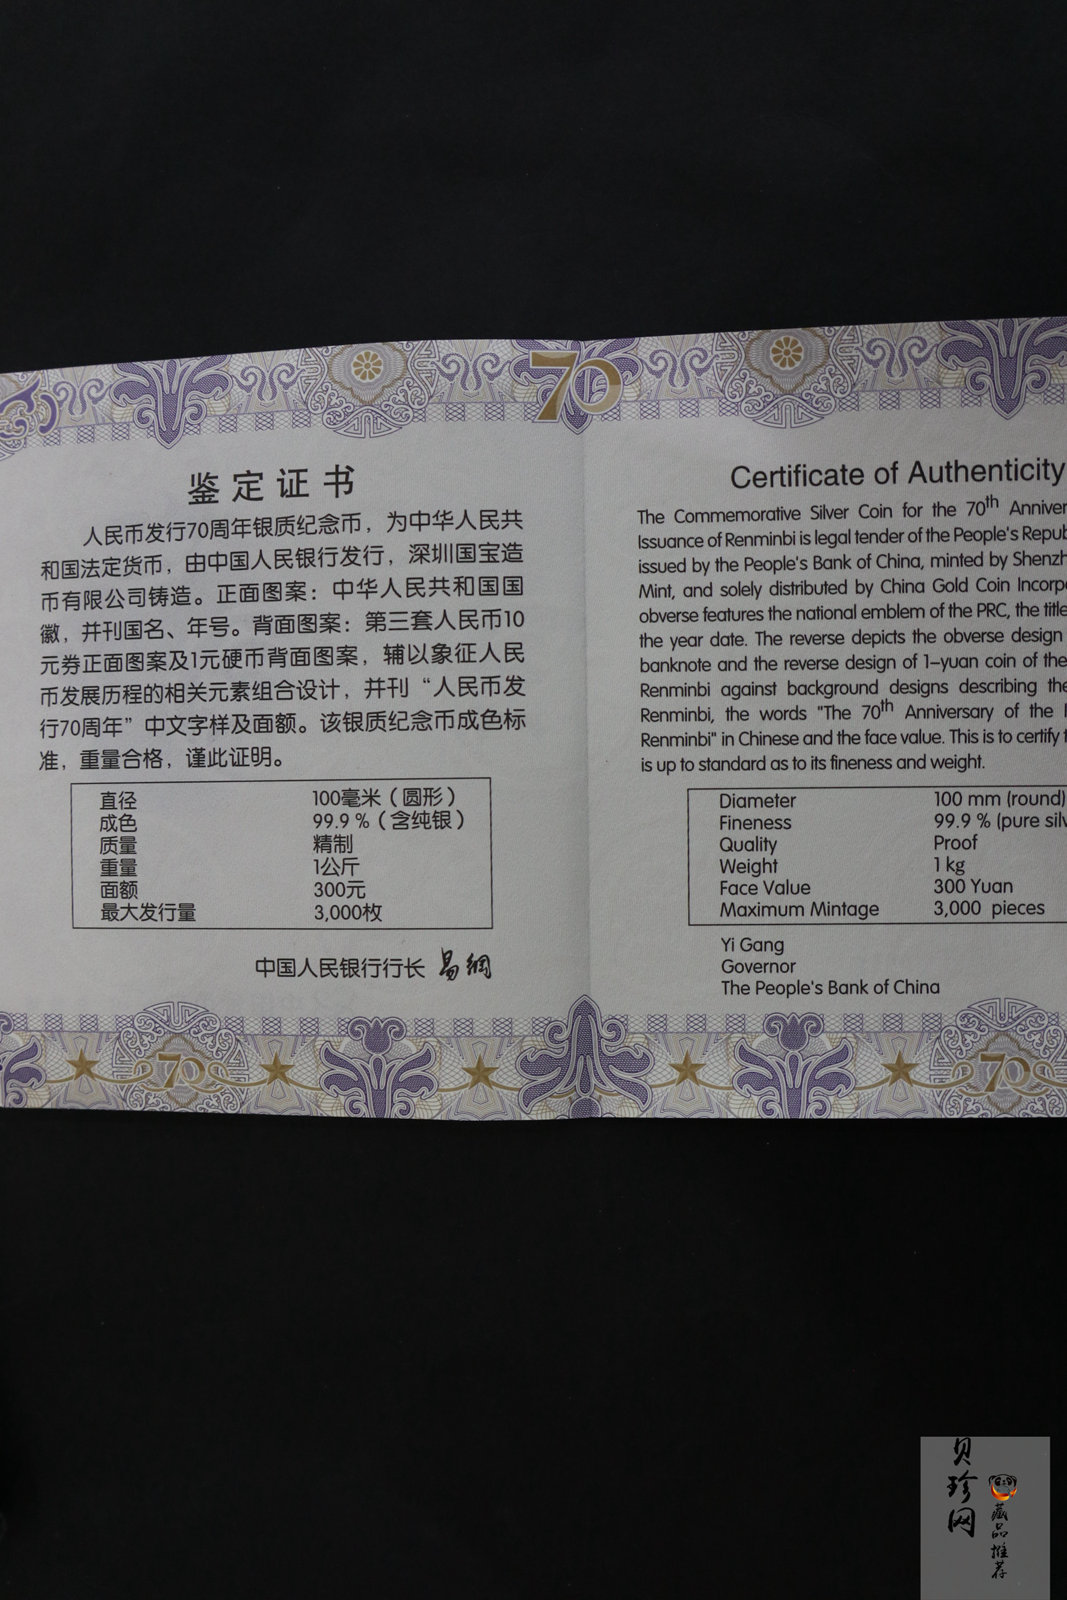 70
鉴定证书
人民币发行70周年银质纪念币，为中华人民共
和国法定货币，由中国人民银行发行，深圳国宝造
币有限公司铸造。正面图案：中华人民共和国国
徽，并刊国名、年号。背面图案：第三套人民币10
元券正面图案及1元硬币背面图案，辅以象征人民
币发展历程的相关元素组合设计，并刊“人民币发
行70周年”中文字样及面额。该银质纪念币成色标
准，重量合格，谨此证明。
直径 100毫米（圆形）
成色 99.9％（含纯银）
质量 精制
重量 1公斤
面额 300元
最大发行量 3,000枚
中国人民银行行长 易纲
Certificate of Authenticity
The Commemorative Silver Coin for the 70th Anniver
Issuance of Renminbi is legal tender of the People's Repub
issued by the People's Bank of China, minted by Shenzh
Mint, and solely distributed by China Gold Coin Incorp
obverse features the national emblem of the PRC, the title
the year date. The reverse depicts the obverse design
banknote and the reverse design of 1–yuan coin of the
Renminbi against background designs describing the
Renminbi, the words "The 70th Anniversary of the
Renminbi" in Chinese and the face value. This is to certify
is up to standard as to its fineness and weight.
Diameter 100 mm (round)
Fineness 99.9 % (pure silv
Quality Proof
Weight 1 kg
Face Value 300 Yuan
Maximum Mintage 3,000 pieces
Yi Gang
Governor
The People's Bank of China
70
70
贝珍网
藏品推荐